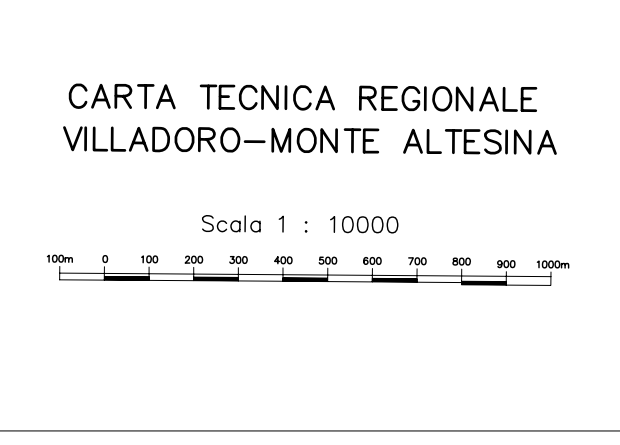 CARTA TECNICA REGIONALE
VILLADORO-MONTE ALTESINA
Scala 1 : 10000
100m 0 100 200 300 400 500 600 700 800 900 1000m